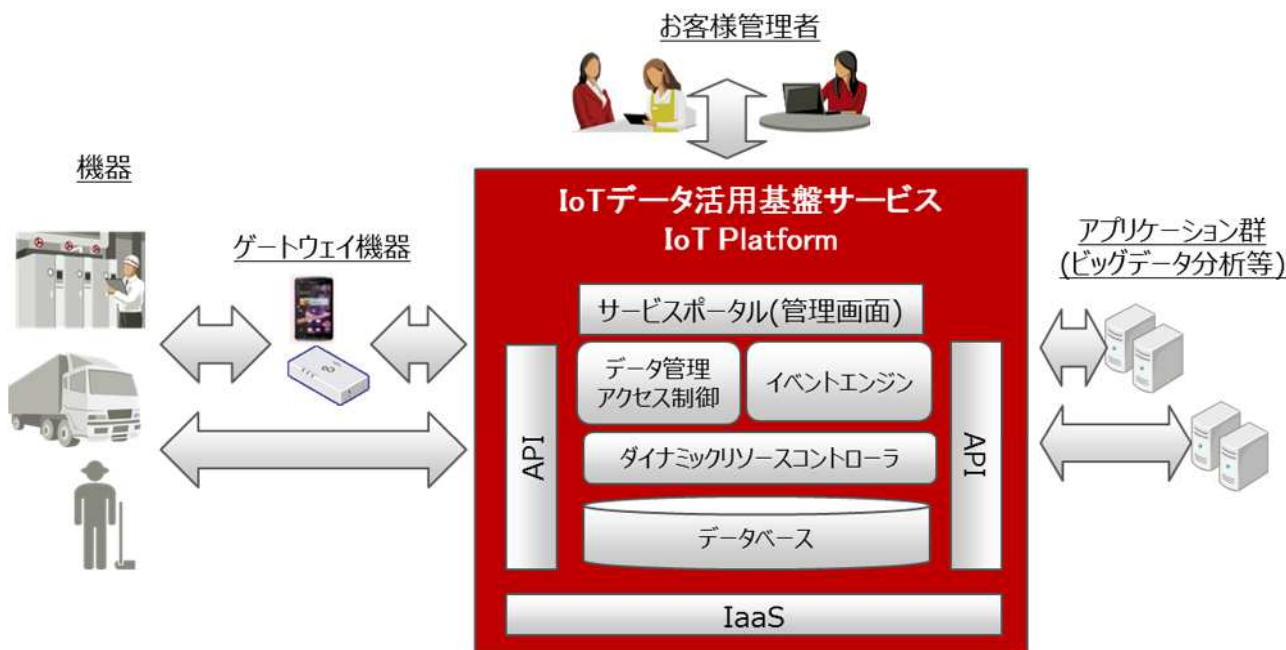 お客様管理者
機器
ゲートウェイ機器
IoTデータ活用基盤サービス
IoT Platform
サービスポータル(管理画面)
データ管理
アクセス制御
イベントエンジン
API
ダイナミックリソースコントローラ
API
データベース
IaaS
アプリケーション群
(ビッグデータ分析等)